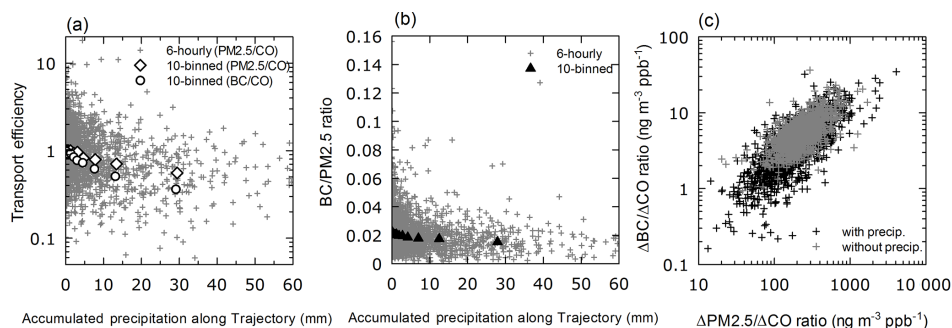 (a)
6-hourly (PM2.5/CO)
10-binned (PM2.5/CO)
10-binned (BC/CO)
Transport efficiency
10
1
0.1
0 10 20 30 40 50 60
Accumulated precipitation along Trajectory (mm)
(b)
6-hourly
10-binned
BC/PM2.5 ratio
0.16
0.14
0.12
0.10
0.08
0.06
0.04
0.02
0
0 10 20 30 40 50 60
Accumulated precipitation along Trajectory (mm)
(c)
ΔBC/ΔCO ratio (ng m⁻³ ppb⁻¹)
100
10
1
0.1
with precip.
without precip.
10 100 1000 10 000
ΔPM2.5/ΔCO ratio (ng m⁻³ ppb⁻¹)